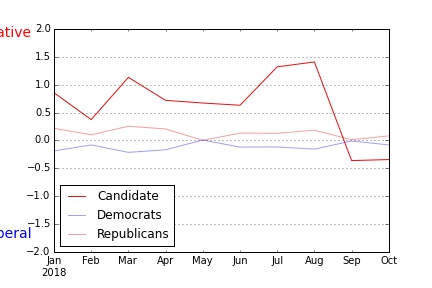 ative
2.0
1.5
1.0
0.5
0.0
−0.5
−1.0
−1.5
−2.0
beral
Candidate
Democrats
Republicans
Jan Feb Mar Apr May Jun Jul Aug Sep Oct
2018